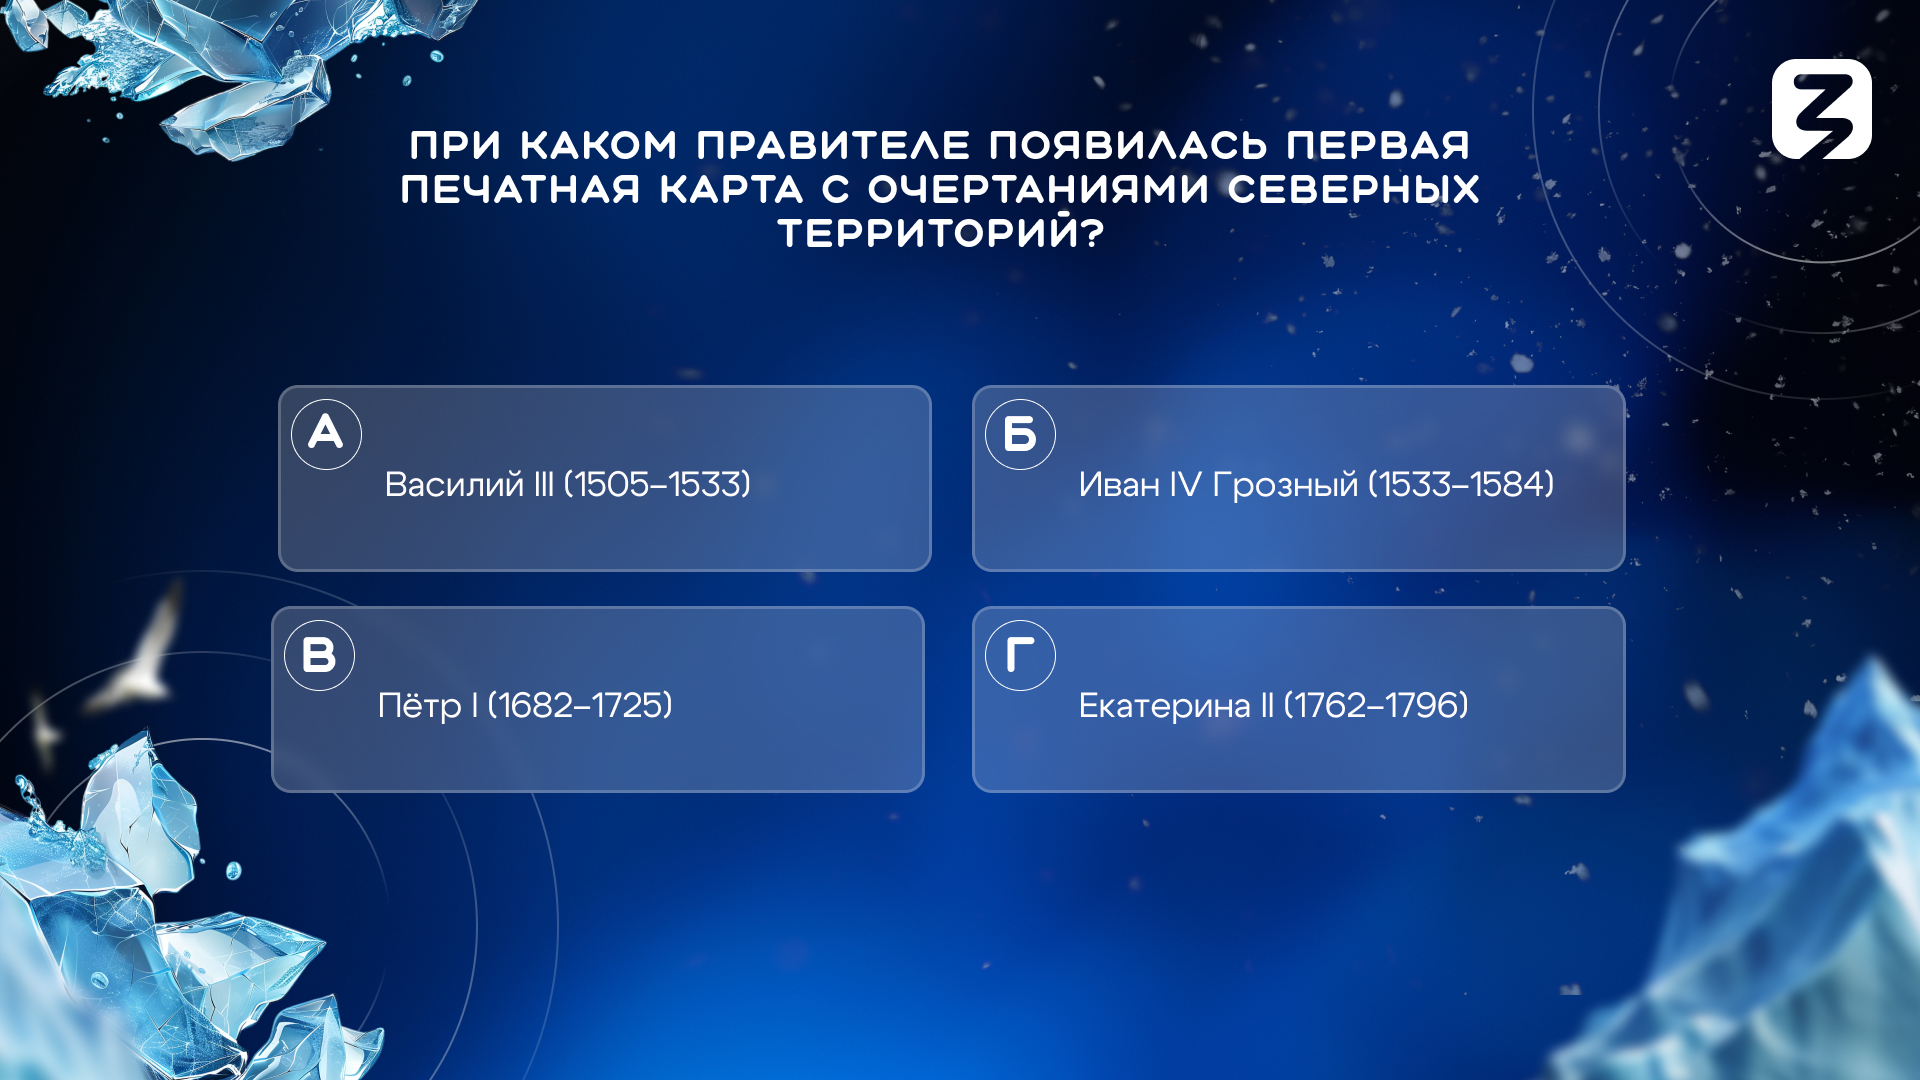 ПРИ КАКОМ ПРАВИТЕЛЕ ПОЯВИЛАСЬ ПЕРВАЯ
ПЕЧАТНАЯ КАРТА С ОЧЕРТАНИЯМИ СЕВЕРНЫХ
ТЕРРИТОРИЙ?
А
Василий III (1505–1533)
Б
Иван IV Грозный (1533–1584)
В
Пётр I (1682–1725)
Г
Екатерина II (1762–1796)